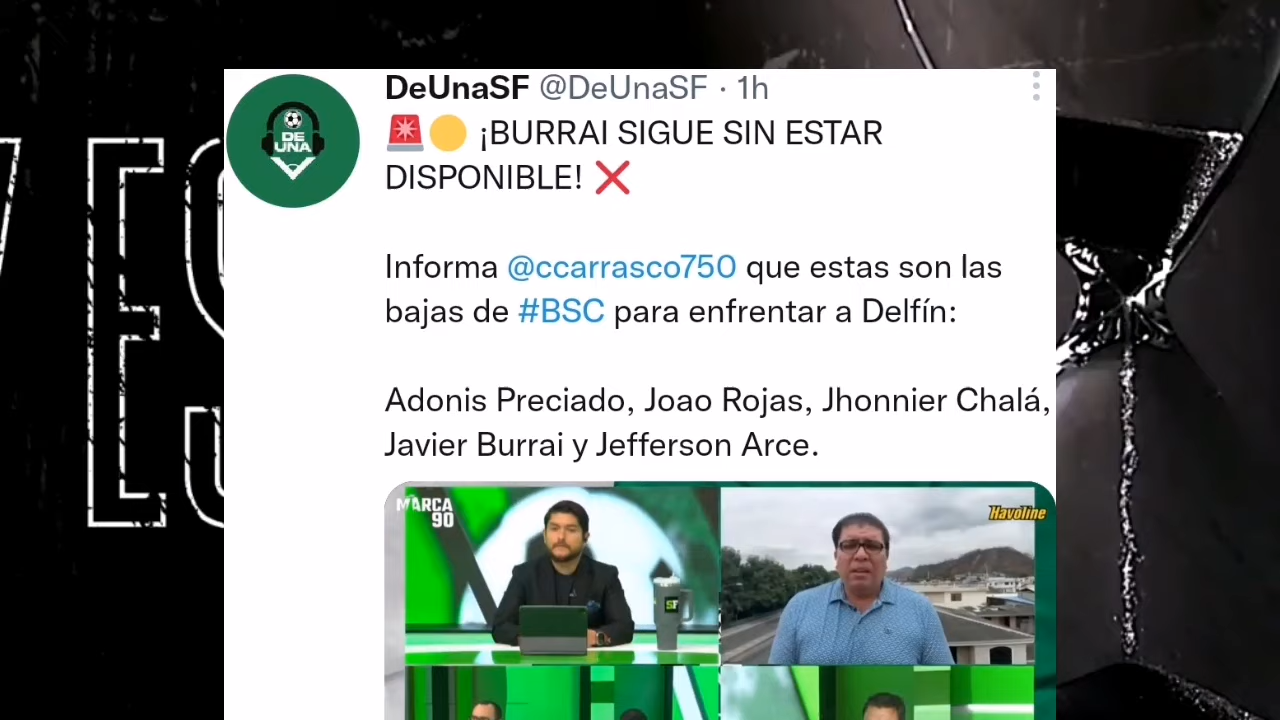 DeUnaSF @DeUnaSF · 1h
🚨🟡 ¡BURRAI SIGUE SIN ESTAR
DISPONIBLE! ❌
Informa @ccarrasco750 que estas son las
bajas de #BSC para enfrentar a Delfín:
Adonis Preciado, Joao Rojas, Jhonnier Chalá,
Javier Burrai y Jefferson Arce.
DE
UNA
MARCA
90
Havoline
SF